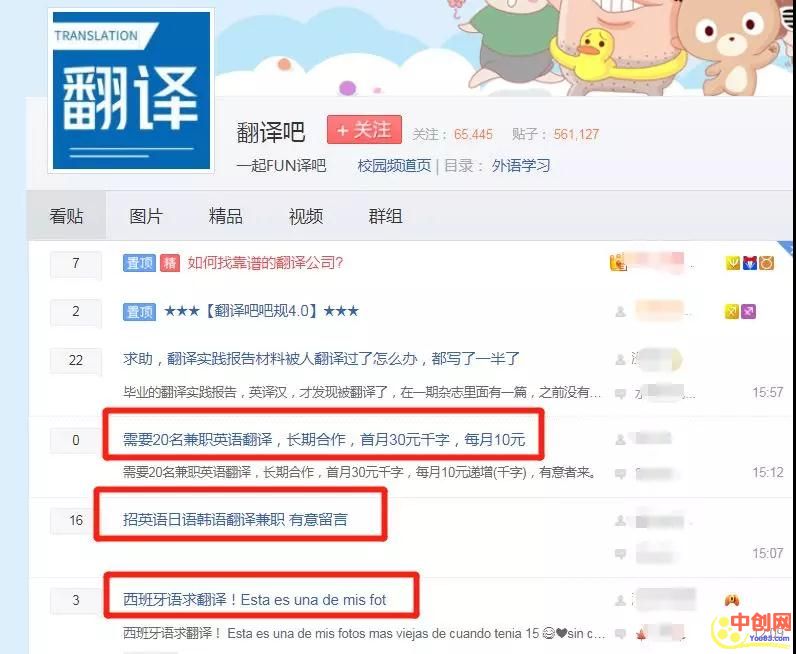 TRANSLATION
翻译
翻译吧
+ 关注
关注： 65,445 贴子： 561,127
一起FUN译吧 校园频道页 | 目录： 外语学习
看贴 图片 精品 视频 群组
7 置顶 精 如何找靠谱的翻译公司?
2 置顶 ★★★【翻译吧吧规4.0】★★★
22 求助，翻译实践报告材料被人翻译过了怎么办，都写了一半了
毕业的翻译实践报告，英译汉，才发现被翻译了，在一期杂志里面有一篇，之前没有... 15:57
0 需要20名兼职英语翻译，长期合作，首月30元千字，每月10元
需要20名兼职英语翻译，长期合作，首月30元千字，每月10元递增(千字)，有意者来。 15:12
16 招英语日语韩语翻译兼职 有意留言
15:07
3 西班牙语求翻译！Esta es una de mis fot
西班牙语求翻译！ Esta es una de mis fotos mas viejas de cuando tenia 15 😅❤sin c...
中创网
Yoo83.com